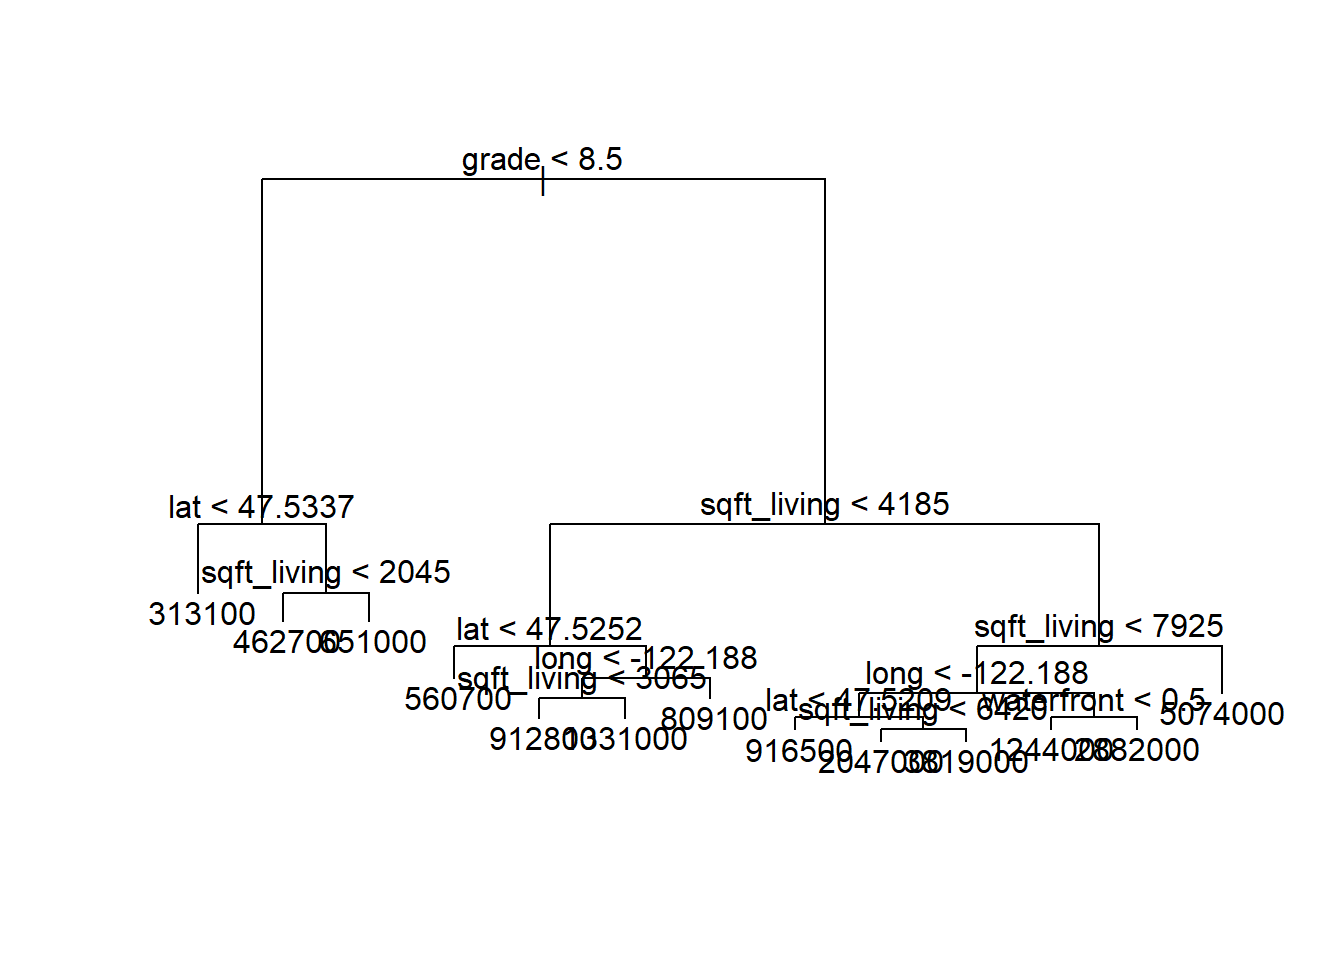 grade < 8.5
lat < 47.5337
sqft_living < 4185
sqft_living < 2045
313100
462700
651000
lat < 47.5252
sqft_living < 7925
long < -122.188
long < -122.188
sqft_living < 3065
560700
lat < 47.5209
waterfront < 0.5
809100
sqft_living < 6420
5074000
912800
1331000
916500
1244000
2882000
2047000
3819000